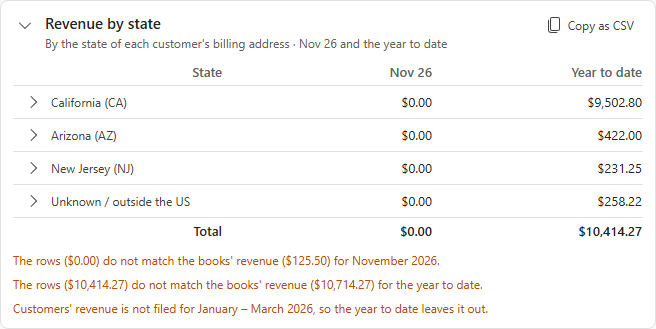 Revenue by state
Copy as CSV
By the state of each customer's billing address · Nov 26 and the year to date
State Nov 26 Year to date
California (CA) $0.00 $9,502.80
Arizona (AZ) $0.00 $422.00
New Jersey (NJ) $0.00 $231.25
Unknown / outside the US $0.00 $258.22
Total $0.00 $10,414.27
The rows ($0.00) do not match the books' revenue ($125.50) for November 2026.
The rows ($10,414.27) do not match the books' revenue ($10,714.27) for the year to date.
Customers' revenue is not filed for January – March 2026, so the year to date leaves it out.